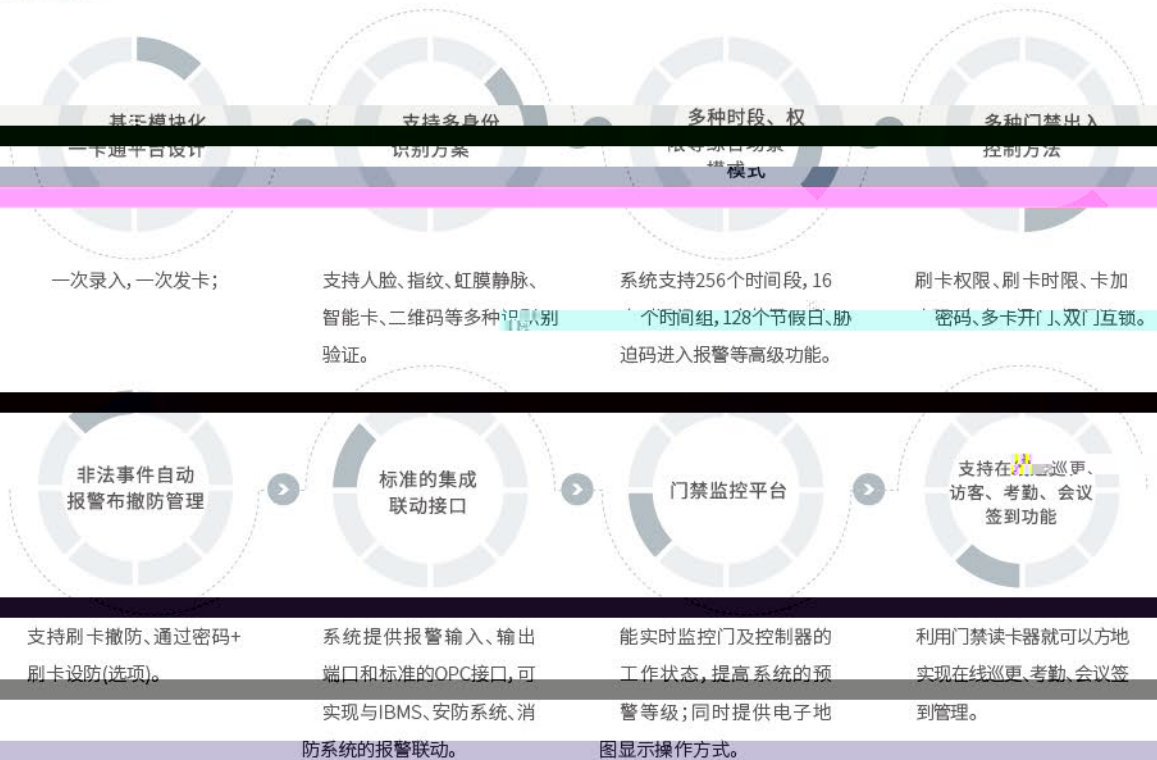 基于模块化
一卡通平台设计
支持多身份
识别方案
多种时段、权
限等综合场景
模式
多种门禁出入
控制方法
一次录入,一次发卡;
支持人脸、指纹、虹膜静脉、
智能卡、二维码等多种识别
验证。
系统支持256个时间段,16
个时间组,128个节假日、胁
迫码进入报警等高级功能。
刷卡权限、刷卡时限、卡加
密码、多卡开门、双门互锁。
非法事件自动
报警布撤防管理
标准的集成
联动接口
门禁监控平台
支持在 巡更、
访客、考勤、会议
签到功能
支持刷卡撤防、通过密码+
刷卡设防(选项)。
系统提供报警输入、输出
端口和标准的OPC接口,可
实现与IBMS、安防系统、消
防系统的报警联动。
能实时监控门及控制器的
工作状态,提高系统的预
警等级;同时提供电子地
图显示操作方式。
利用门禁读卡器就可以方地
实现在线巡更、考勤、会议签
到管理。